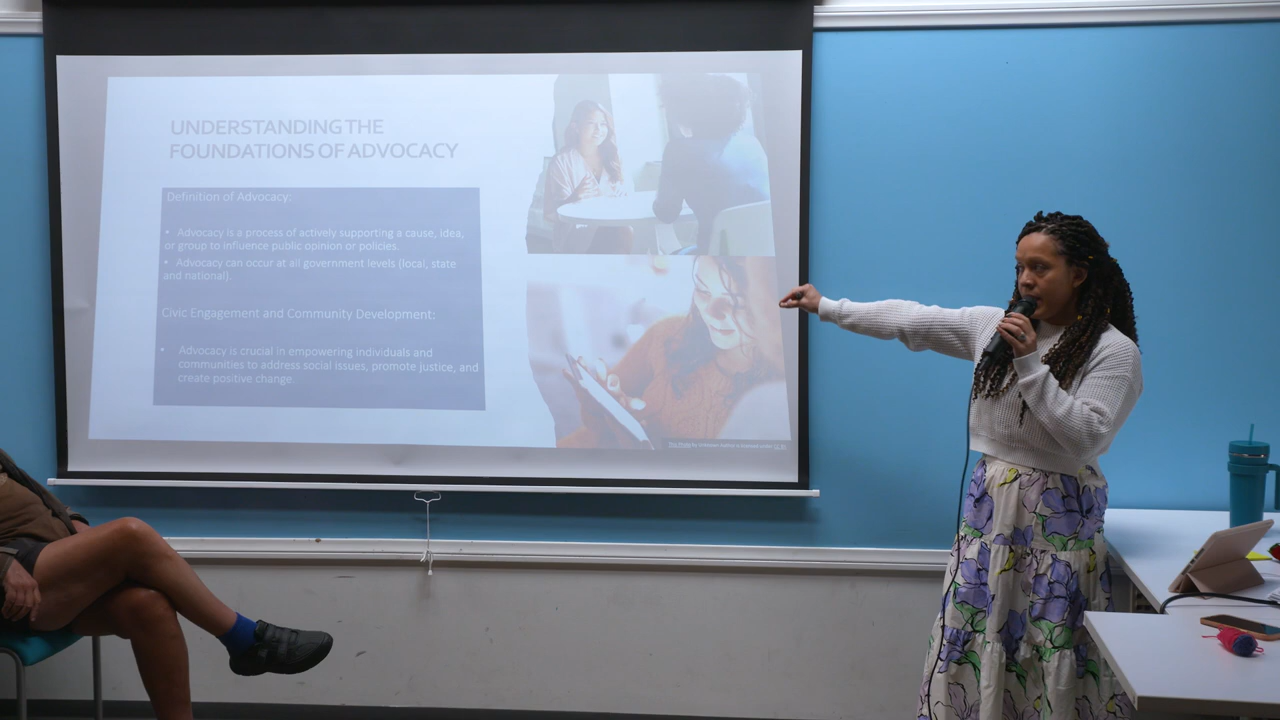 UNDERSTANDING THE
FOUNDATIONS OF ADVOCACY
Definition of Advocacy:
• Advocacy is a process of actively supporting a cause, idea,
or group to influence public opinion or policies.
• Advocacy can occur at all government levels (local, state
and national).
Civic Engagement and Community Development:
• Advocacy is crucial in empowering individuals and
communities to address social issues, promote justice, and
create positive change.